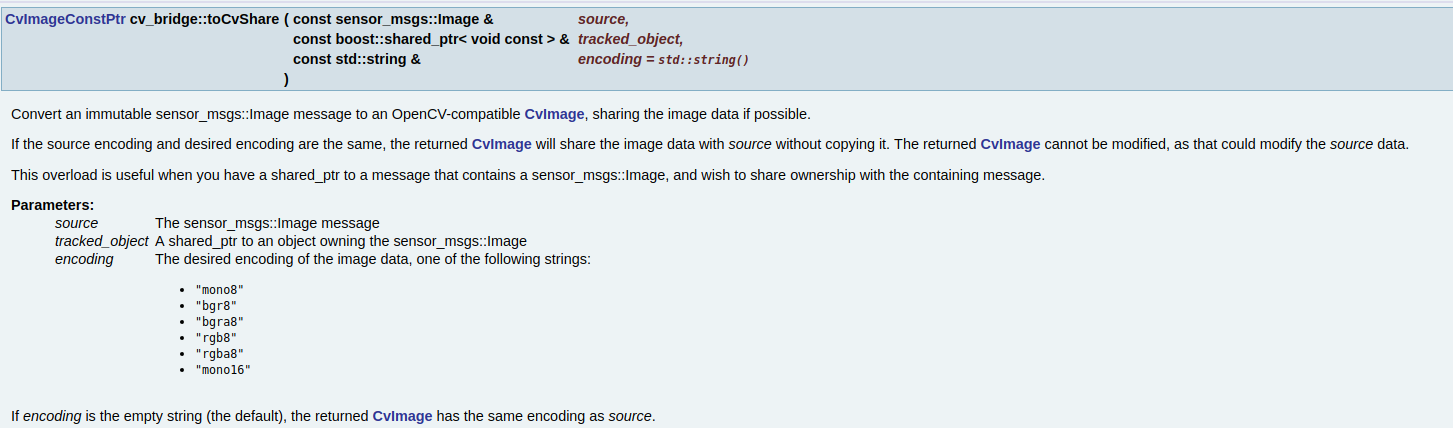 CvImageConstPtr cv_bridge::toCvShare ( const sensor_msgs::Image & source,
const boost::shared_ptr< void const > & tracked_object,
const std::string & encoding = std::string()
)
Convert an immutable sensor_msgs::Image message to an OpenCV-compatible CvImage, sharing the image data if possible.
If the source encoding and desired encoding are the same, the returned CvImage will share the image data with source without copying it. The returned CvImage cannot be modified, as that could modify the source data.
This overload is useful when you have a shared_ptr to a message that contains a sensor_msgs::Image, and wish to share ownership with the containing message.
Parameters:
source The sensor_msgs::Image message
tracked_object A shared_ptr to an object owning the sensor_msgs::Image
encoding The desired encoding of the image data, one of the following strings:
• "mono8"
• "bgr8"
• "bgra8"
• "rgb8"
• "rgba8"
• "mono16"
If encoding is the empty string (the default), the returned CvImage has the same encoding as source.